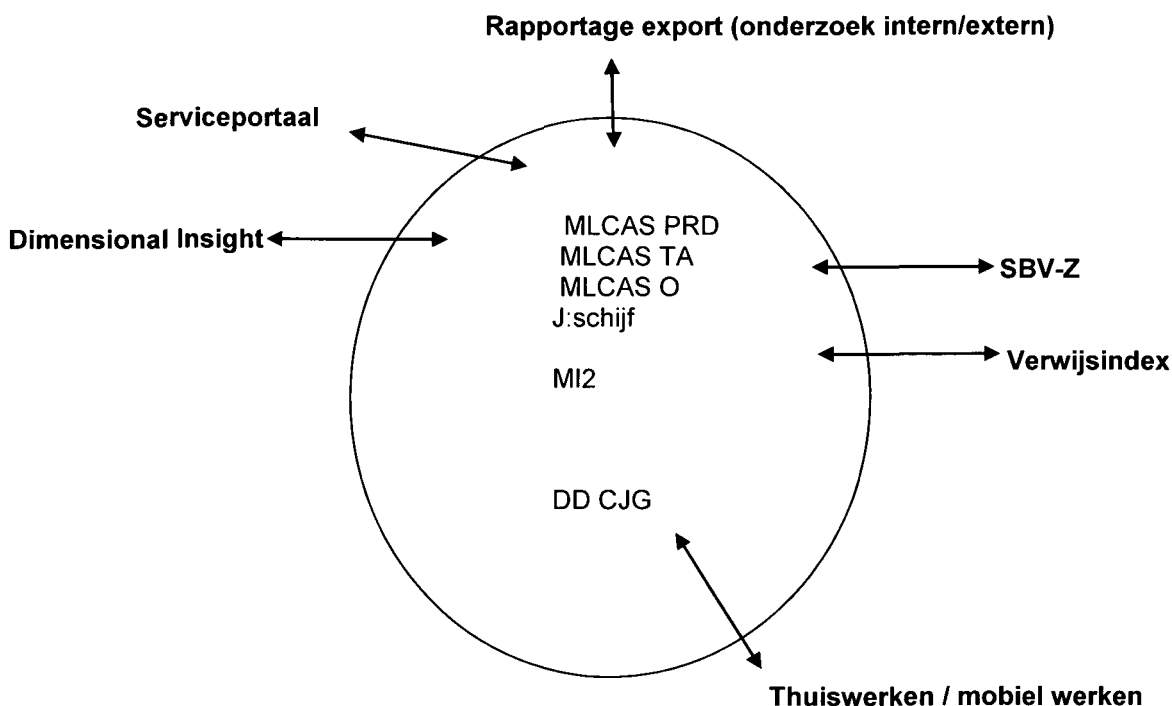 Rapportage export (onderzoek intern/extern)
Serviceportaal
Dimensional Insight
MLCAS PRD
MLCAS TA
MLCAS O
J:schijf
MI2
DD CJG
SBV-Z
Verwijsindex
Thuiswerken / mobiel werken